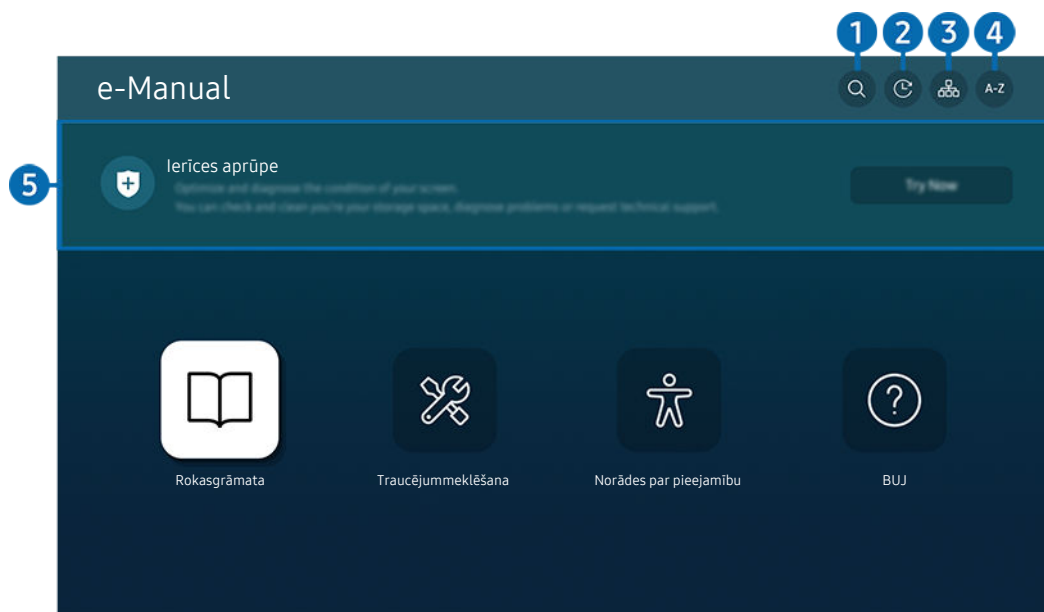 1 2 3 4
e-Manual
A-Z
5
Ierīces aprūpe
Optimize and diagnose the condition of your screen.
You can check and clean you're your storage space, diagnose problems or request technical support.
Try Now
Rokasgrāmata
Traucējummeklēšana
Norādes par pieejamību
BUJ